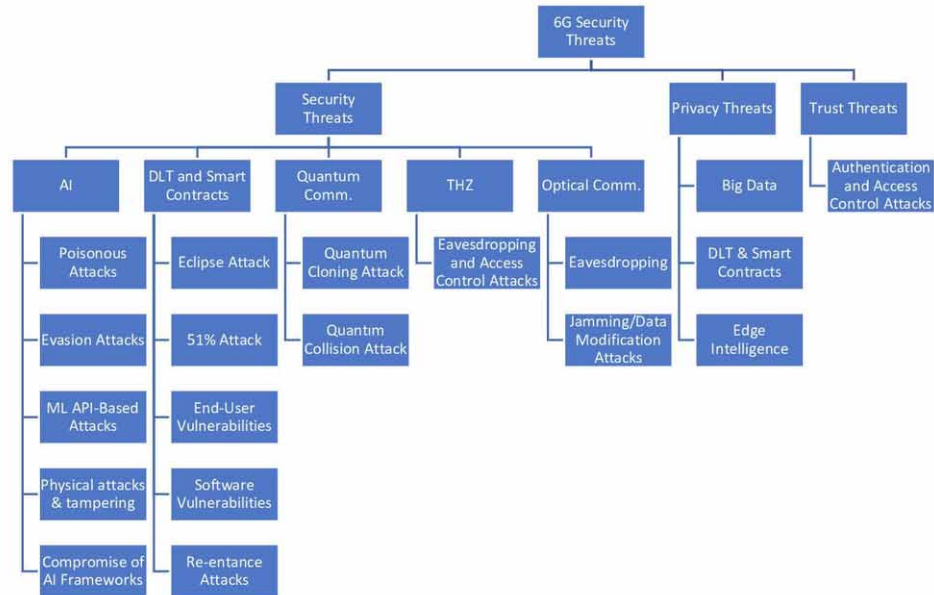 6G Security
Threats
Security
Threats
Privacy Threats
Trust Threats
AI
DLT and Smart
Contracts
Quantum
Comm.
THZ
Optical Comm.
Big Data
Authentication
and Access
Control Attacks
Poisonous
Attacks
Eclipse Attack
Quantum
Cloning Attack
Eavesdropping
and Access
Control Attacks
Eavesdropping
DLT & Smart
Contracts
Evasion Attacks
51% Attack
Quantım
Collision Attack
Jamming/Data
Modification
Attacks
Edge
Intelligence
ML API-Based
Attacks
End-User
Vulnerabilities
Physical attacks
& tampering
Software
Vulnerabilities
Compromise of
AI Frameworks
Re-entance
Attacks